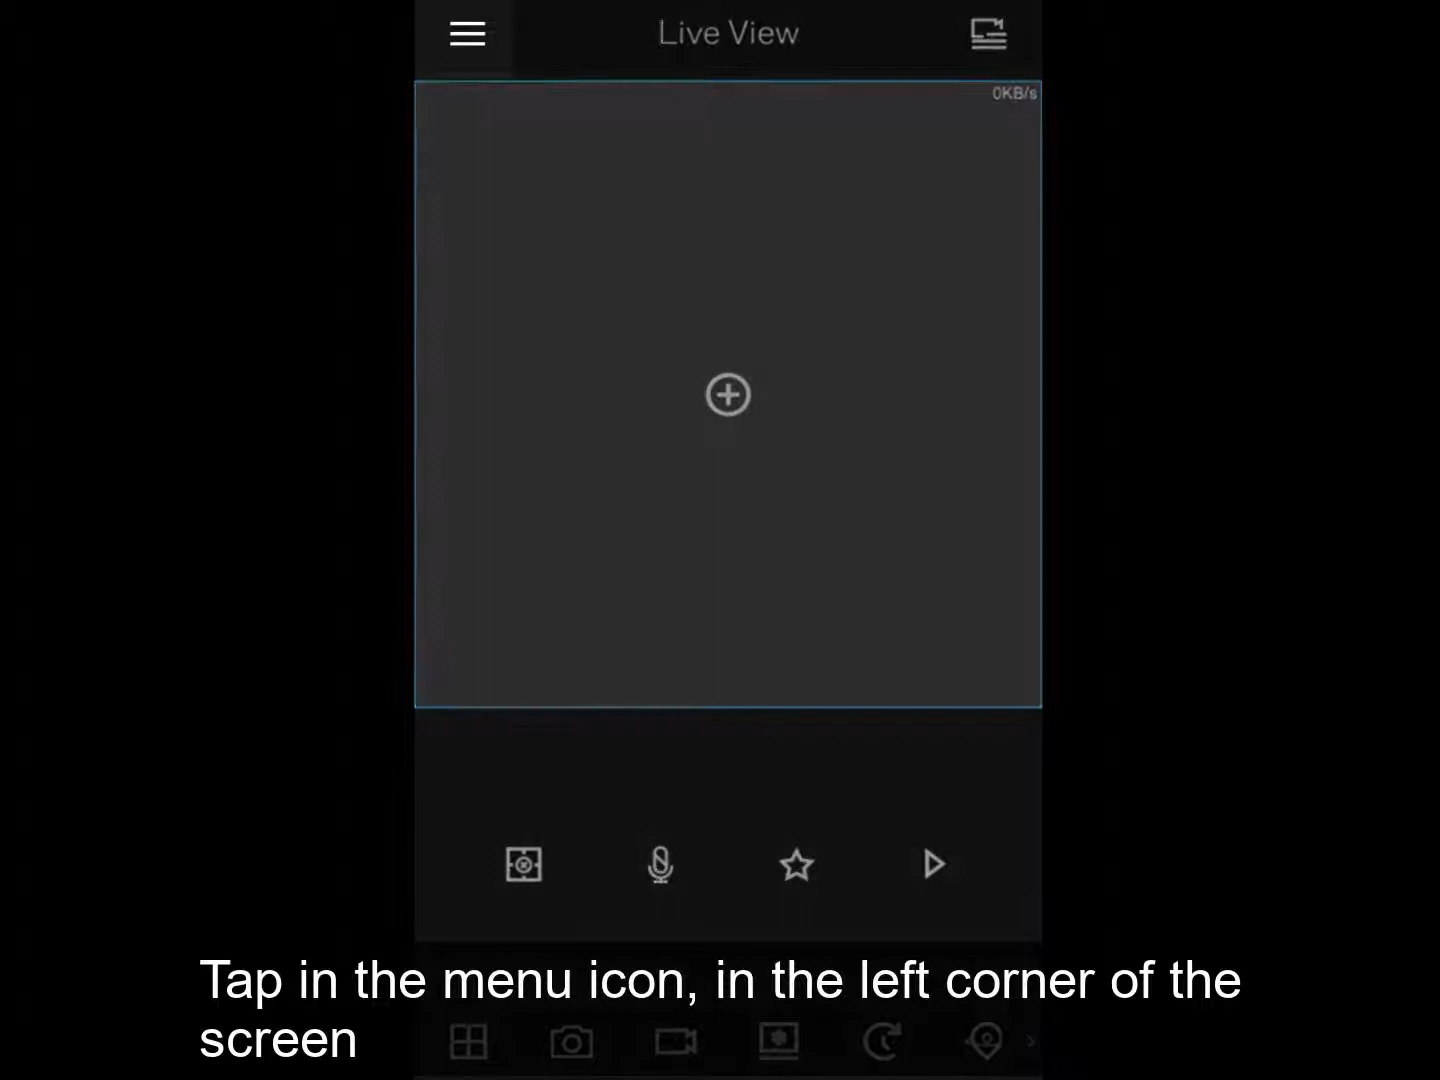 Live View
0KB/s
Tap in the menu icon, in the left corner of the
screen